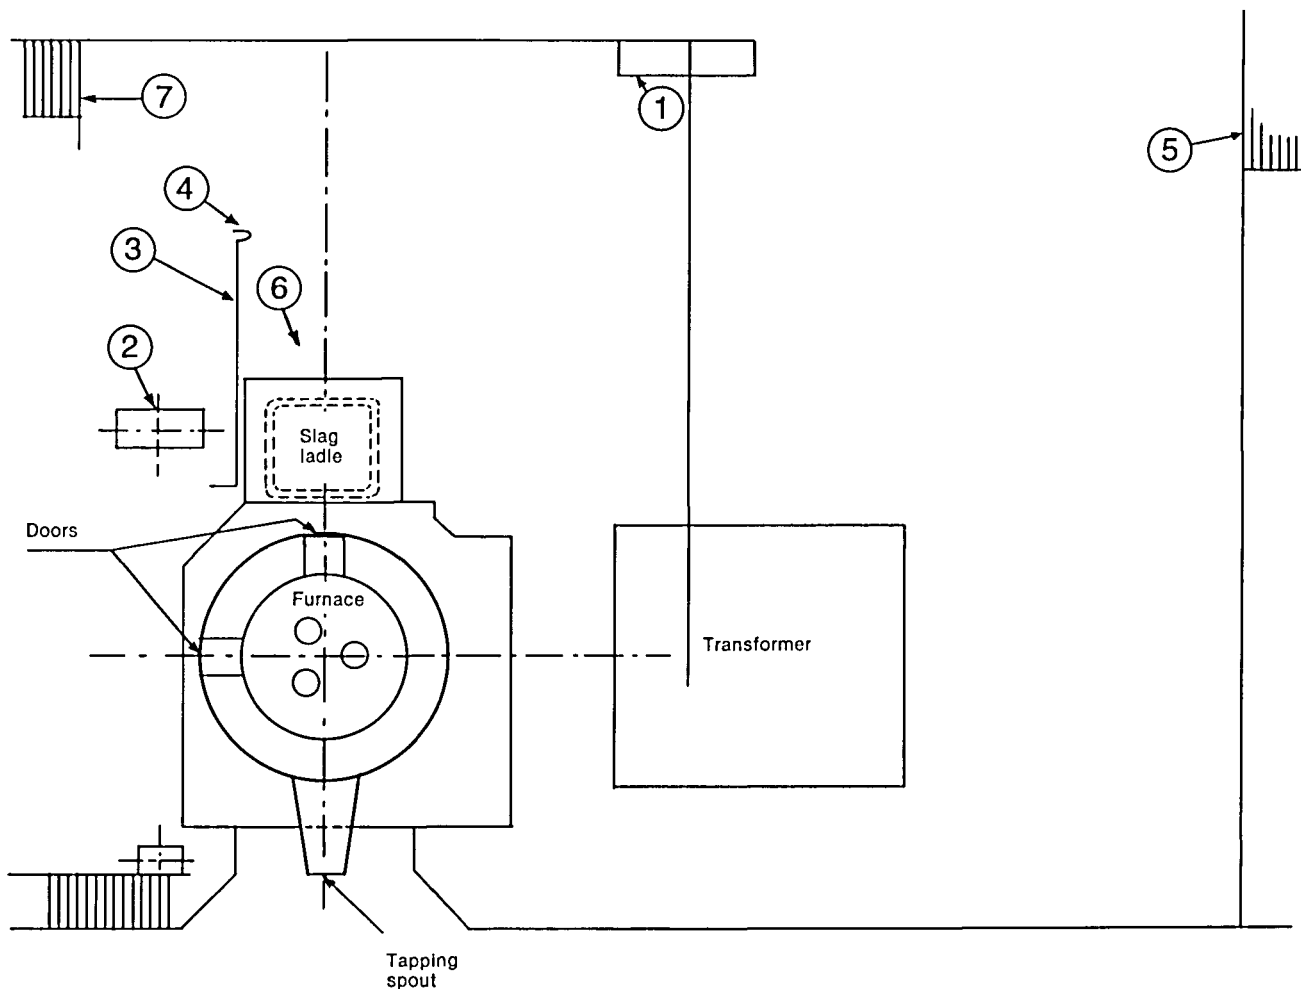 7
1
5
4
3
6
2
Slag
ladle
Doors
Furnace
Transformer
Tapping
spout